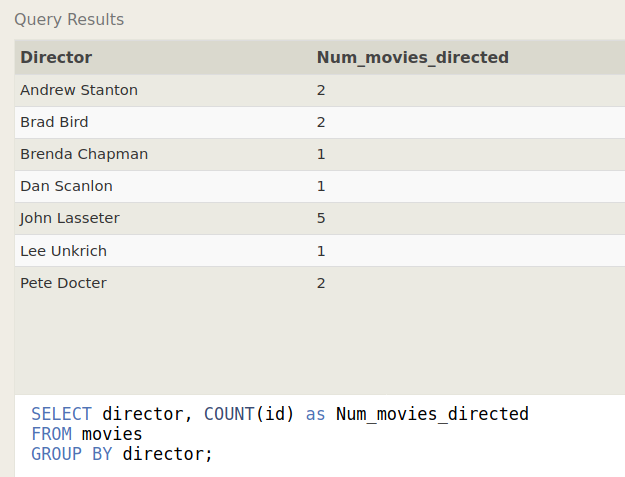 Query Results
Director Num_movies_directed
Andrew Stanton 2
Brad Bird 2
Brenda Chapman 1
Dan Scanlon 1
John Lasseter 5
Lee Unkrich 1
Pete Docter 2
SELECT director, COUNT(id) as Num_movies_directed
FROM movies
GROUP BY director;